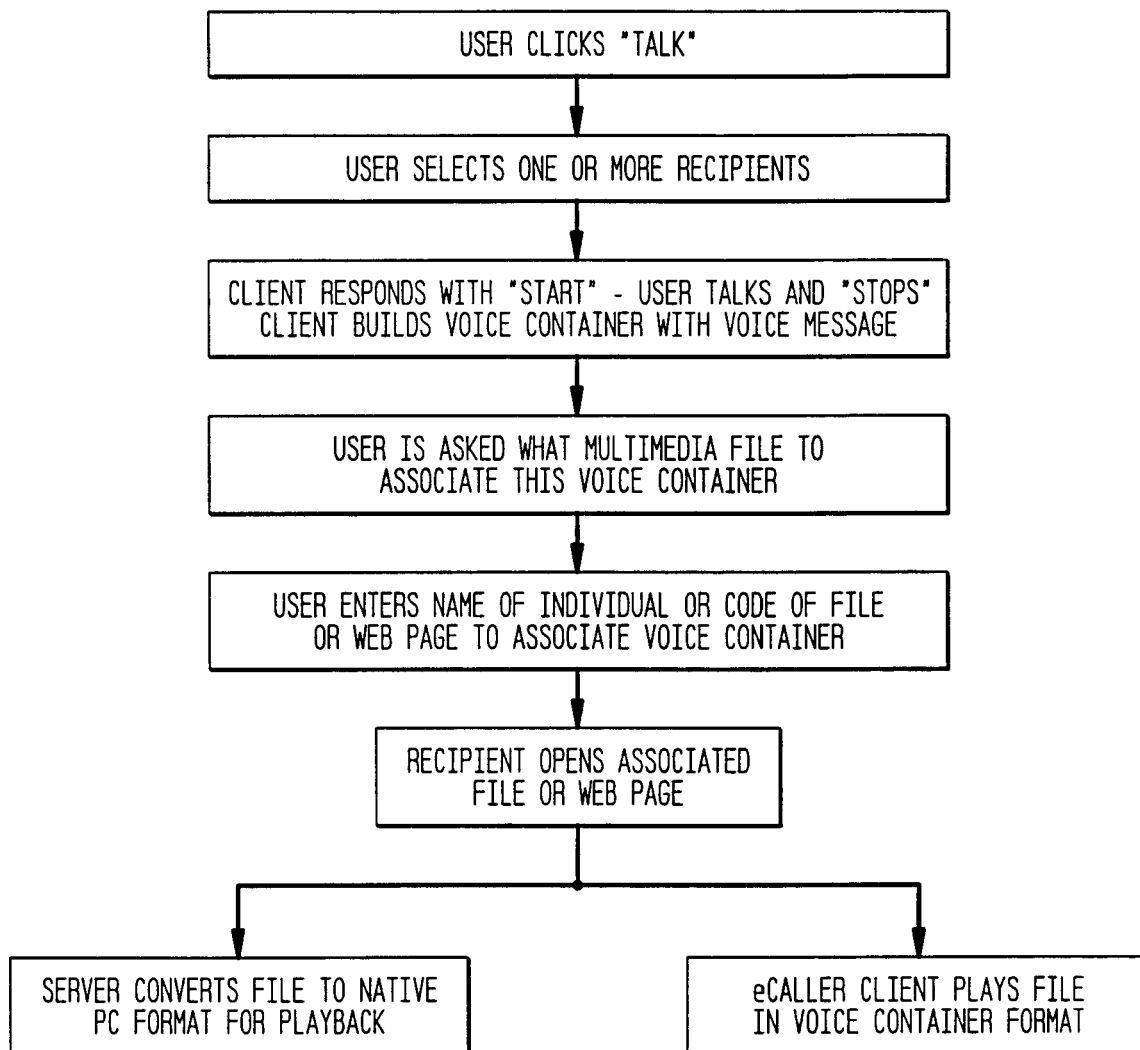 USER CLICKS "TALK"
USER SELECTS ONE OR MORE RECIPIENTS
CLIENT RESPONDS WITH "START" - USER TALKS AND "STOPS"
CLIENT BUILDS VOICE CONTAINER WITH VOICE MESSAGE
USER IS ASKED WHAT MULTIMEDIA FILE TO
ASSOCIATE THIS VOICE CONTAINER
USER ENTERS NAME OF INDIVIDUAL OR CODE OF FILE
OR WEB PAGE TO ASSOCIATE VOICE CONTAINER
RECIPIENT OPENS ASSOCIATED
FILE OR WEB PAGE
SERVER CONVERTS FILE TO NATIVE
PC FORMAT FOR PLAYBACK
eCALLER CLIENT PLAYS FILE
IN VOICE CONTAINER FORMAT